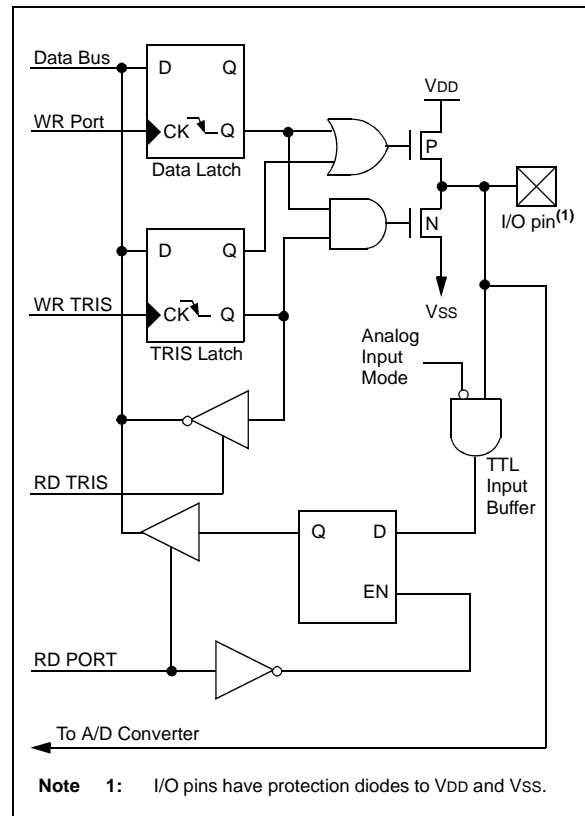 Data Bus
D Q
WR Port
CK Q
Data Latch
VDD
P
I/O pin(1)
D Q
N
WR TRIS
CK Q
TRIS Latch
VSS
Analog
Input
Mode
RD TRIS
TTL
Input
Buffer
Q D
EN
RD PORT
To A/D Converter
Note 1: I/O pins have protection diodes to VDD and VSS.